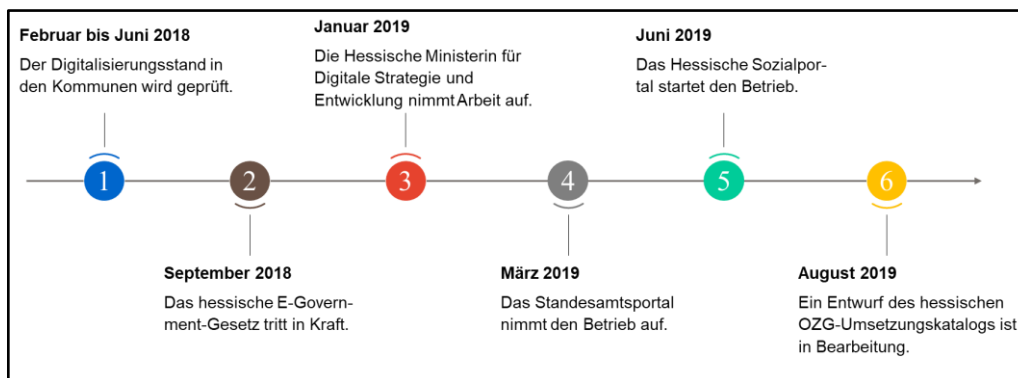 Februar bis Juni 2018
Der Digitalisierungsstand in
den Kommunen wird geprüft.
Januar 2019
Die Hessische Ministerin für
Digitale Strategie und
Entwicklung nimmt Arbeit auf.
Juni 2019
Das Hessische Sozialpor-
tal startet den Betrieb.
1
2
3
4
5
6
September 2018
Das hessische E-Govern-
ment-Gesetz tritt in Kraft.
März 2019
Das Standesamtsportal
nimmt den Betrieb auf.
August 2019
Ein Entwurf des hessischen
OZG-Umsetzungskatalogs ist
in Bearbeitung.